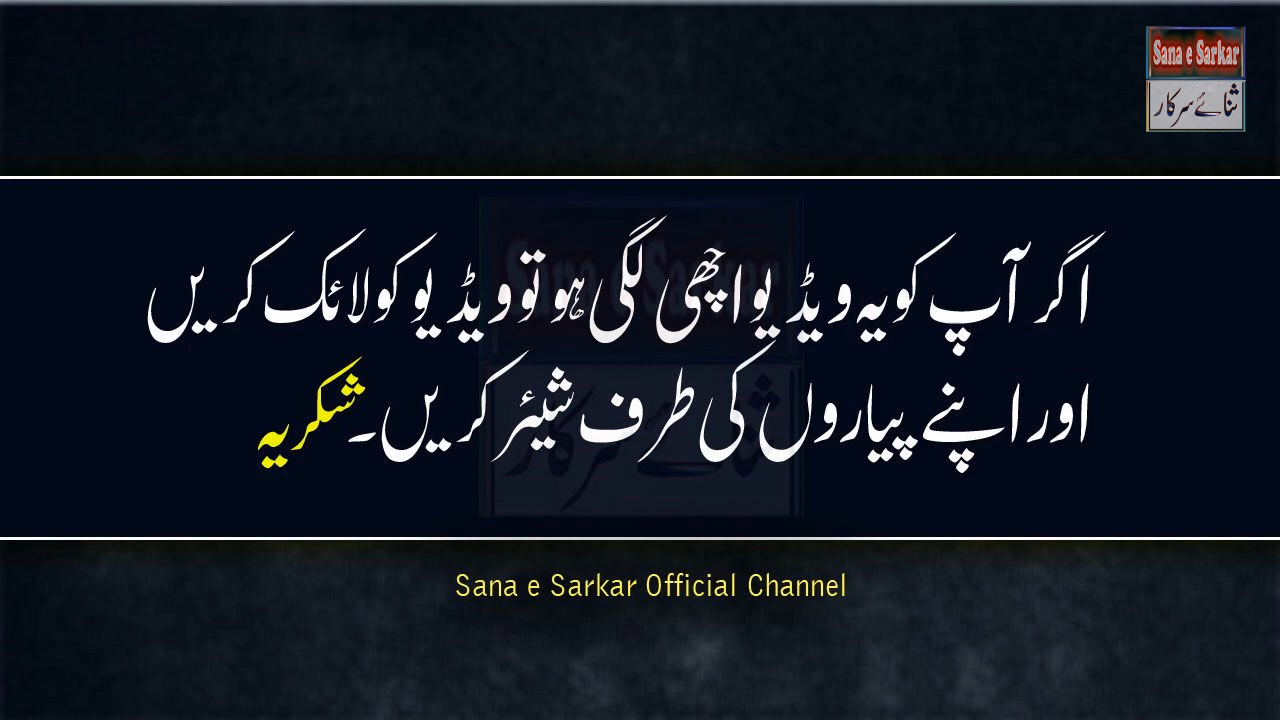 Sana e Sarkar
ثنائے سرکار
اگر آپ کو یہ ویڈیو اچھی لگی ہو تو ویڈیو کو لائک کریں
اور اپنے پیاروں کی طرف شیئر کریں۔ شکریہ
Sana e Sarkar Official Channel